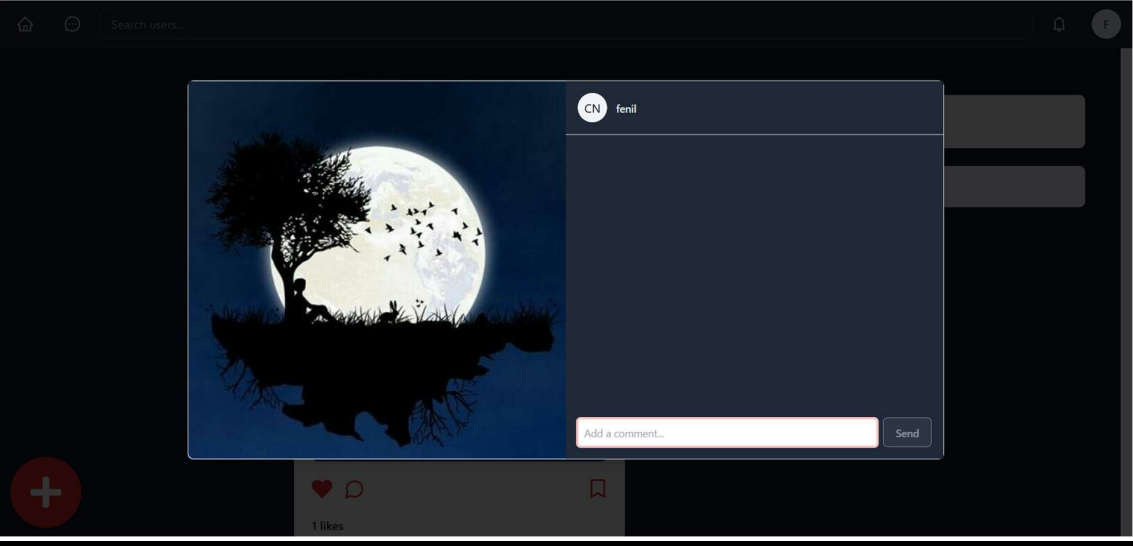 Search users...
F
CN fenil
Add a comment...
Send
1 likes